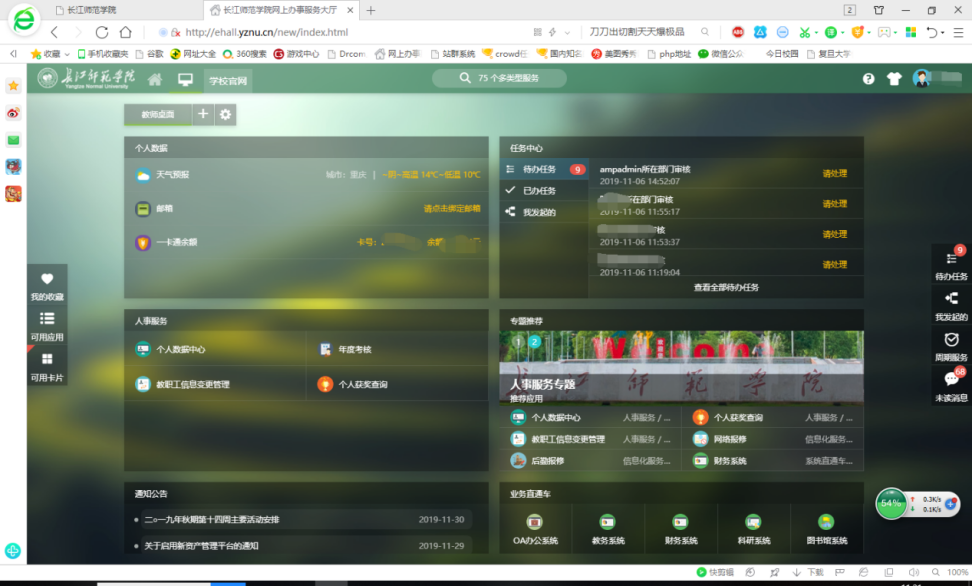 长江师范学院
长江师范学院网上办事服务大厅
2
http://ehall.yznu.cn/new/index.html
刀刀出切割天天爆极品
收藏
手机收藏夹
谷歌
网址大全
360搜索
游戏中心
Drcom
网上办事
站群系统
crowd任
国内知名
美图秀秀
php地址
微信公众
今日校园
复旦大学
长江师范学院
Yangtze Normal University
学校官网
75 个多类型服务
教师桌面
个人数据
天气预报
城市：重庆 | 阴~高温 14℃~低温 10℃
邮箱
请点击绑定邮箱
一卡通余额
卡号：
余额
任务中心
待办任务 9
已办任务
我发起的
ampadmin所在部门审核
2019-11-06 14:52:07
请处理
在部门审核
2019-11-06 11:55:17
请处理
核
2019-11-06 11:53:37
请处理
2019-11-06 11:19:04
请处理
查看全部待办任务
我的收藏
可用应用
可用卡片
9
待办任务
我发起的
周期服务
68
未读消息
人事服务
个人数据中心
年度考核
教职工信息变更管理
个人获奖查询
专题推荐
1 2
Welcome
长江师范学院
人事服务专题
推荐应用
个人数据中心 人事服务 / ...
个人获奖查询 人事服务 / ...
教职工信息变更管理 人事服务 / ...
网络报修 信息化服务...
后勤报修 信息化服务...
财务系统 系统直通车...
通知公告
二○一九年秋期第十四周主要活动安排 2019-11-30
关于启用新资产管理平台的通知 2019-11-29
业务直通车
OA办公系统
教务系统
财务系统
科研系统
图书馆系统
54%
0.3K/s
0.1K/s
快剪辑
下载
100%